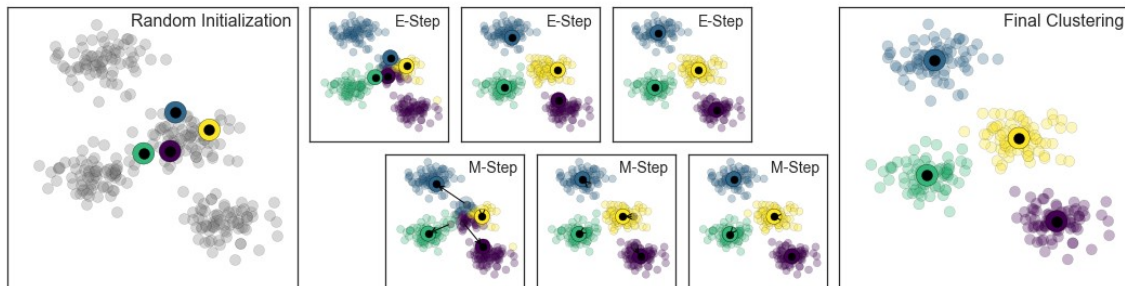 Random Initialization
E-Step
E-Step
E-Step
Final Clustering
M-Step
M-Step
M-Step